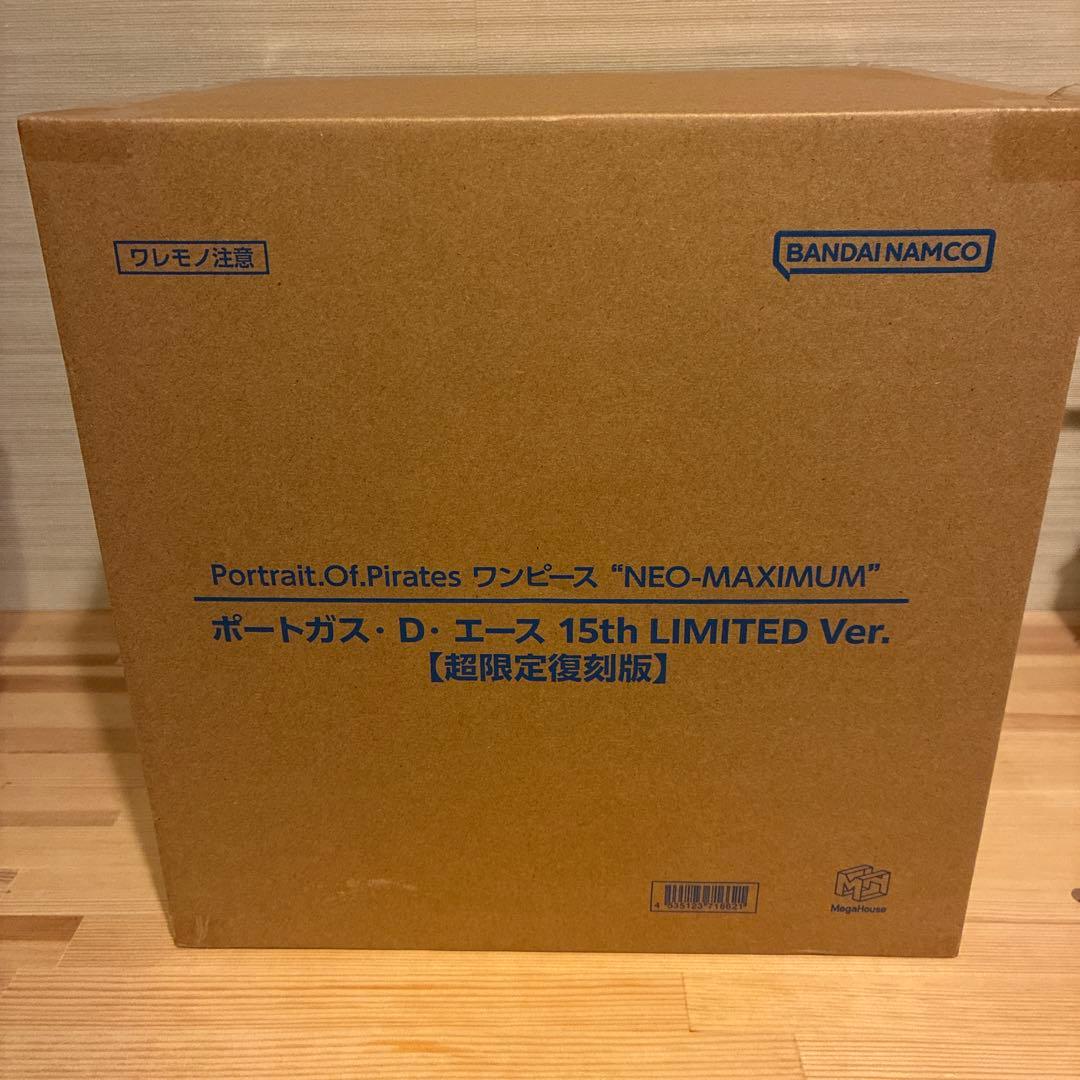 ワレモノ注意
BANDAI NAMCO
Portrait.Of.Pirates ワンピース “NEO-MAXIMUM”
ポートガス・D・エース 15th LIMITED Ver.
【超限定復刻版】
MegaHouse